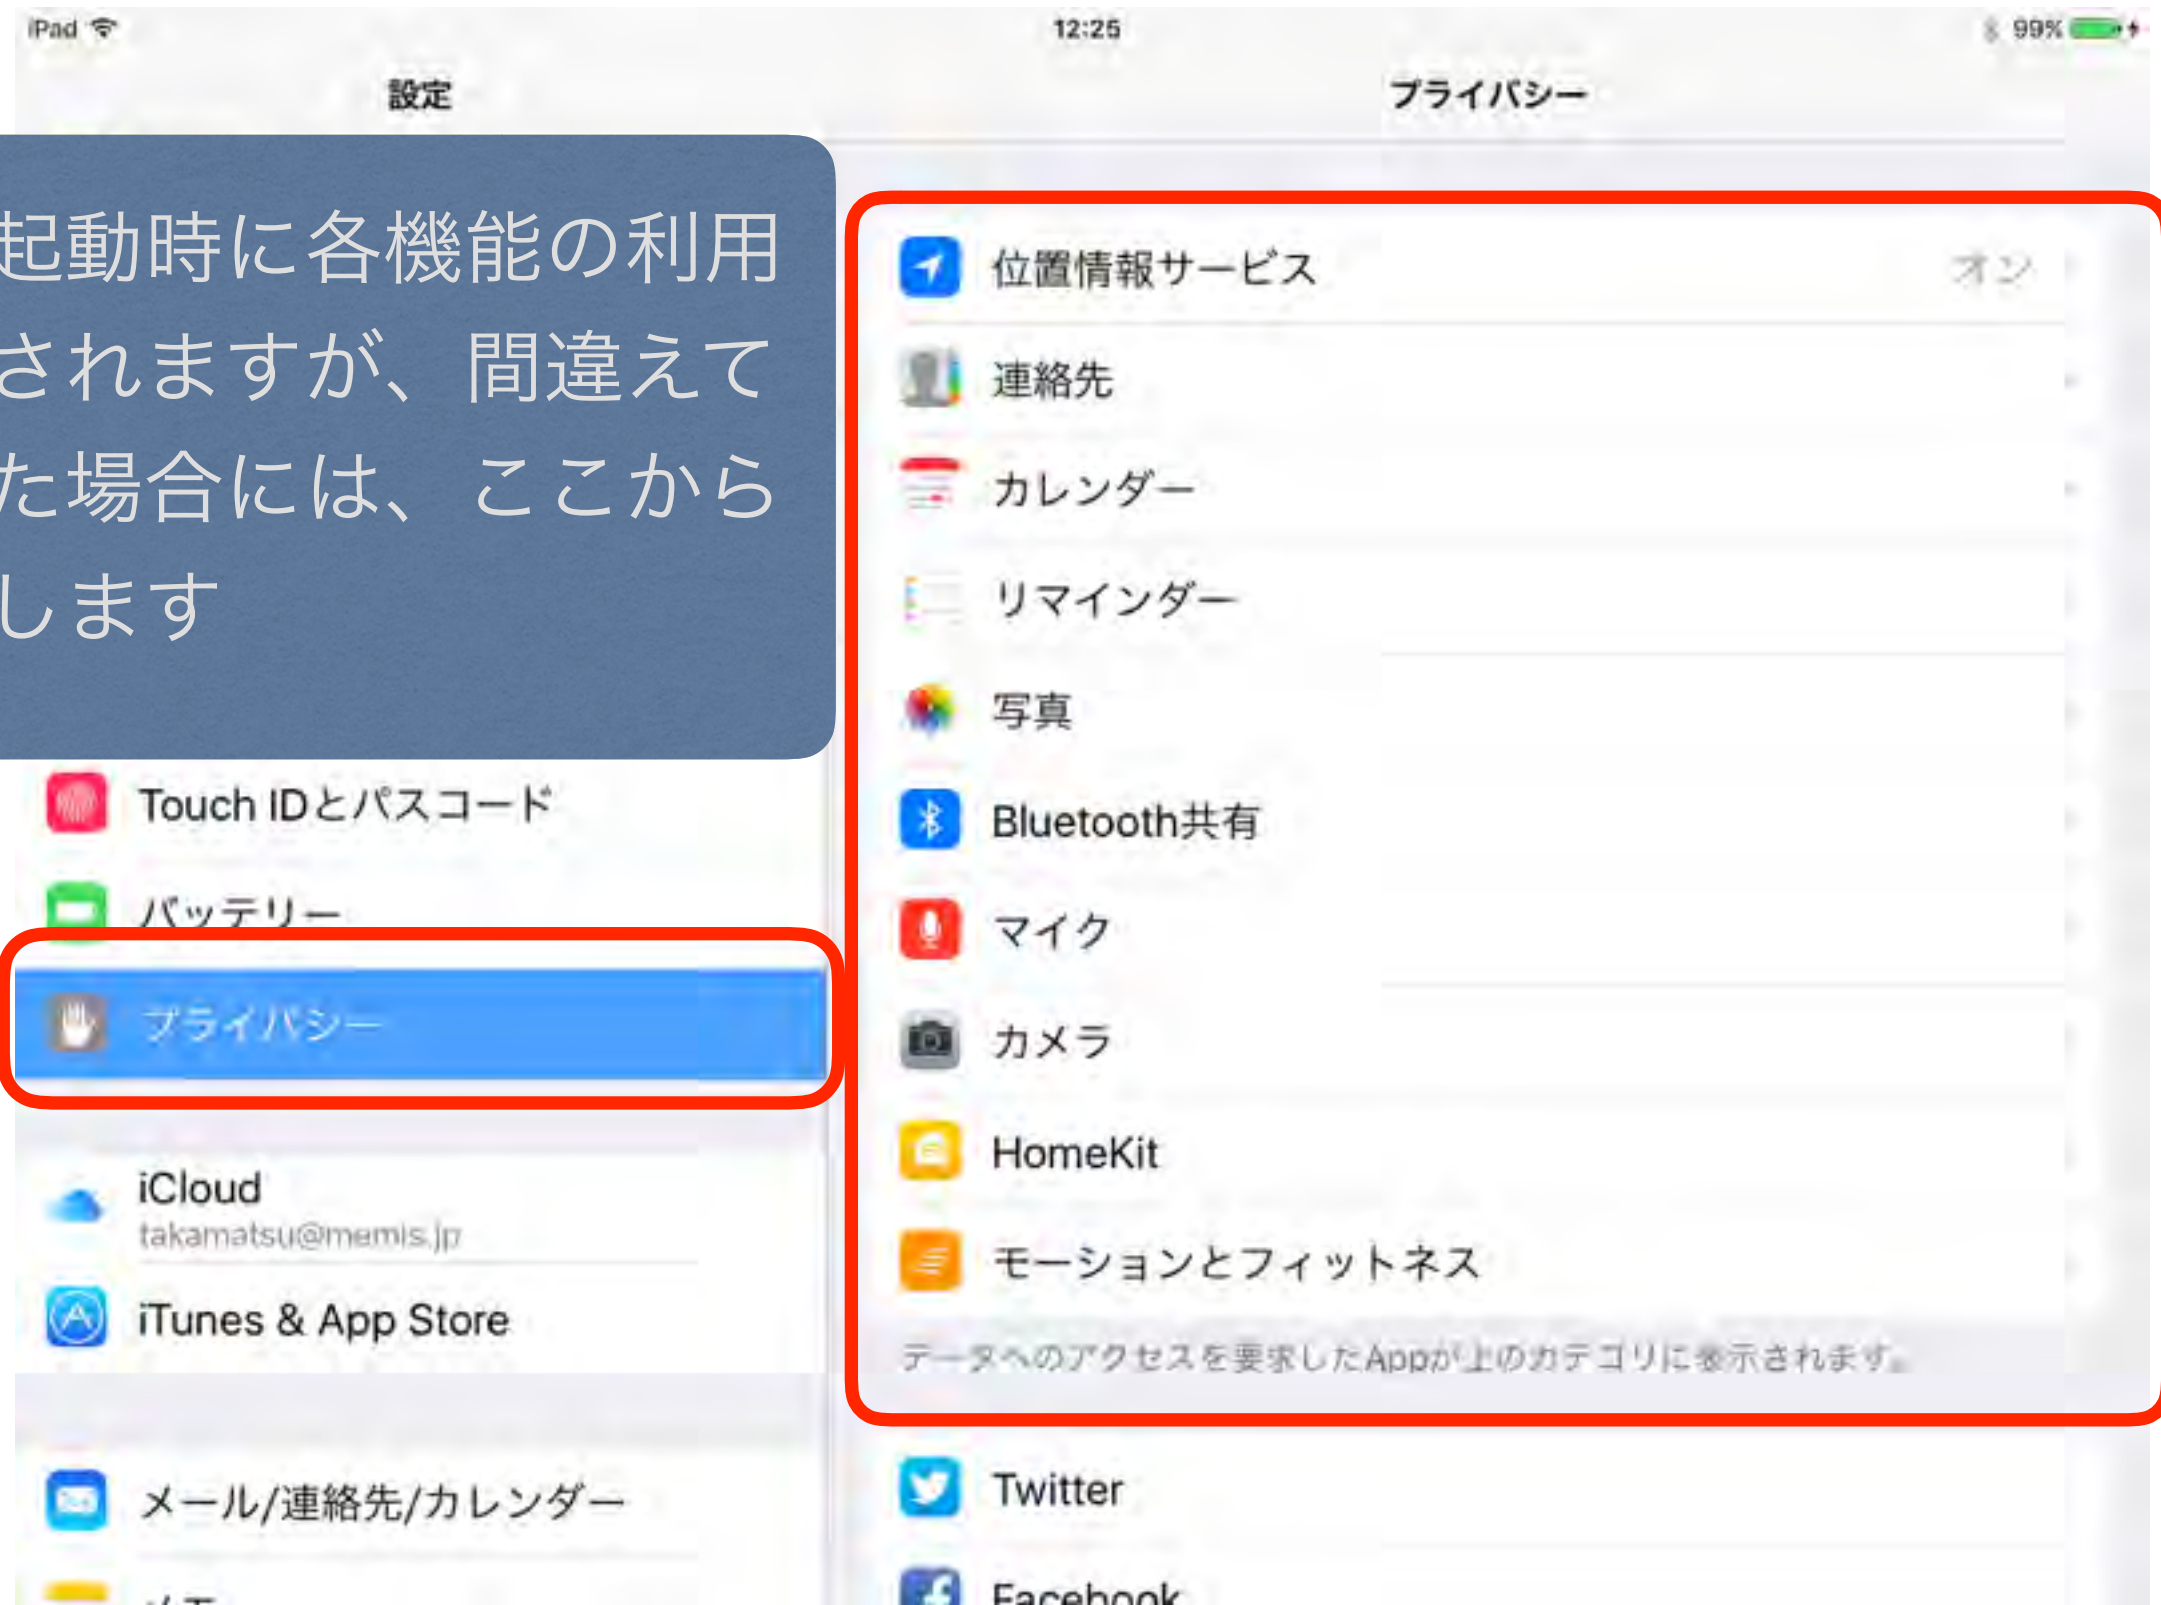 iPad
12:25
99%
設定
プライバシー
起動時に各機能の利用
されますが、間違えて
た場合には、ここから
します
Touch IDとパスコード
バッテリー
プライバシー
iCloud
takamatsu@memis.jp
iTunes & App Store
メール/連絡先/カレンダー
メモ
位置情報サービス
オン
連絡先
カレンダー
リマインダー
写真
Bluetooth共有
マイク
カメラ
HomeKit
モーションとフィットネス
データへのアクセスを要求したAppが上のカテゴリに表示されます。
Twitter
Facebook